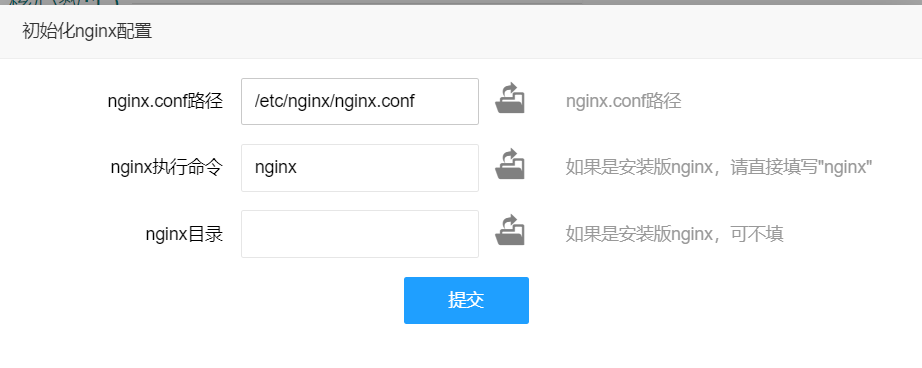 初始化nginx配置
nginx.conf路径 /etc/nginx/nginx.conf nginx.conf路径
nginx执行命令 nginx 如果是安装版nginx，请直接填写"nginx"
nginx目录 如果是安装版nginx，可不填
提交